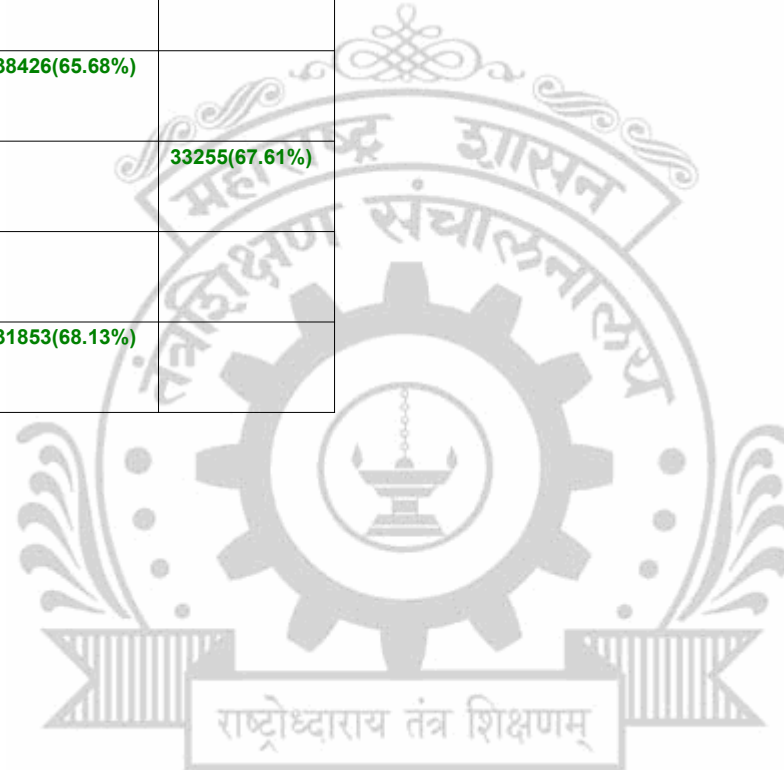 38426(65.68%)
33255(67.61%)
31853(68.13%)
महाराष्ट्र शासन
तंत्रशिक्षण संचालनालय
राष्ट्रोध्दाराय तंत्र शिक्षणम्